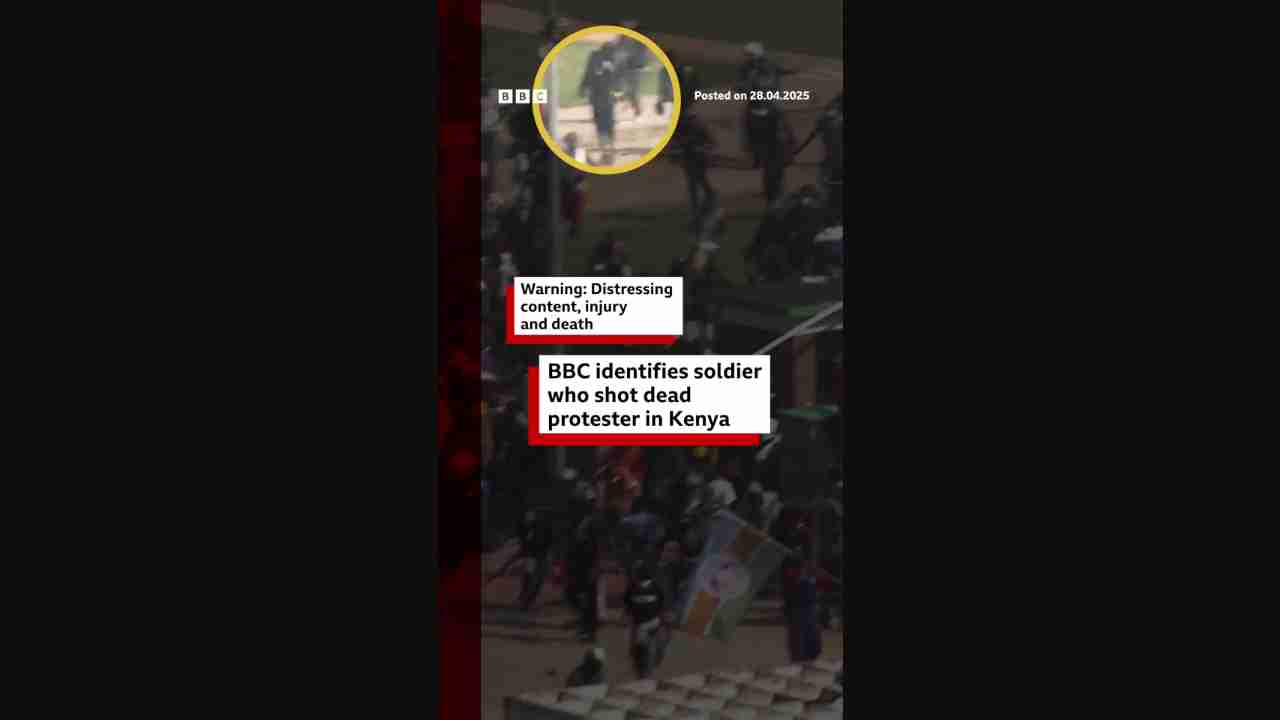 BBC
Posted on 28.04.2025
Warning: Distressing
content, injury
and death
BBC identifies soldier
who shot dead
protester in Kenya